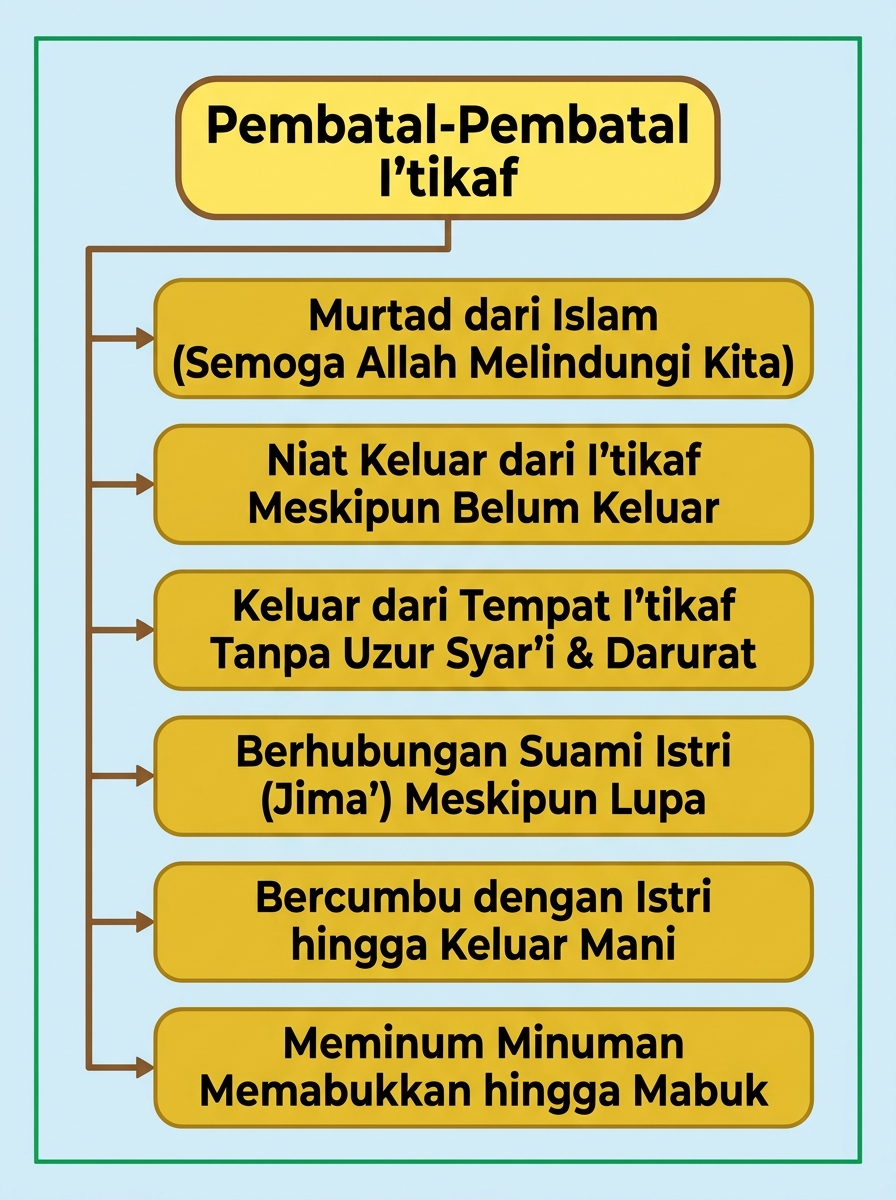 Pembatal-Pembatal
I’tikaf
Murtad dari Islam
(Semoga Allah Melindungi Kita)
Niat Keluar dari I’tikaf
Meskipun Belum Keluar
Keluar dari Tempat I’tikaf
Tanpa Uzur Syar’i & Darurat
Berhubungan Suami Istri
(Jima’) Meskipun Lupa
Bercumbu dengan Istri
hingga Keluar Mani
Meminum Minuman
Memabukkan hingga Mabuk